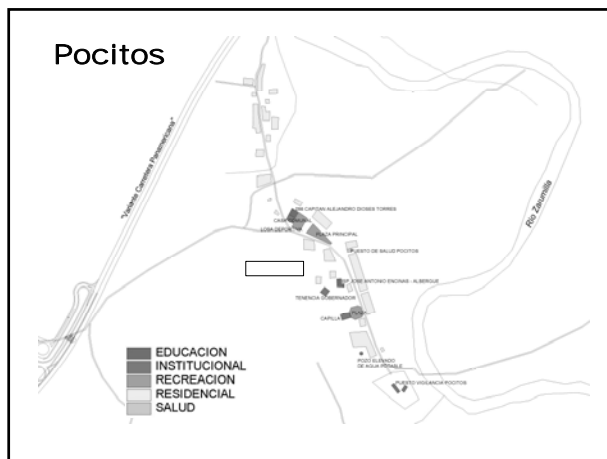 Pocitos
"Variante Carretera Panamericana"
Rio Zarumilla
CAPITAN ALEJANDRO DIOSES TORRES
PLAZA PRINCIPAL
PUESTO DE SALUD POCITOS
JOSE ANTONIO ENCINAS - ALBERGUE
TENENCIA GOBERNADOR
CAPILLA
POZO ELEVADO
DE AGUA POTABLE
PUESTO VIGILANCIA POCITOS
EDUCACION
INSTITUCIONAL
RECREACION
RESIDENCIAL
SALUD